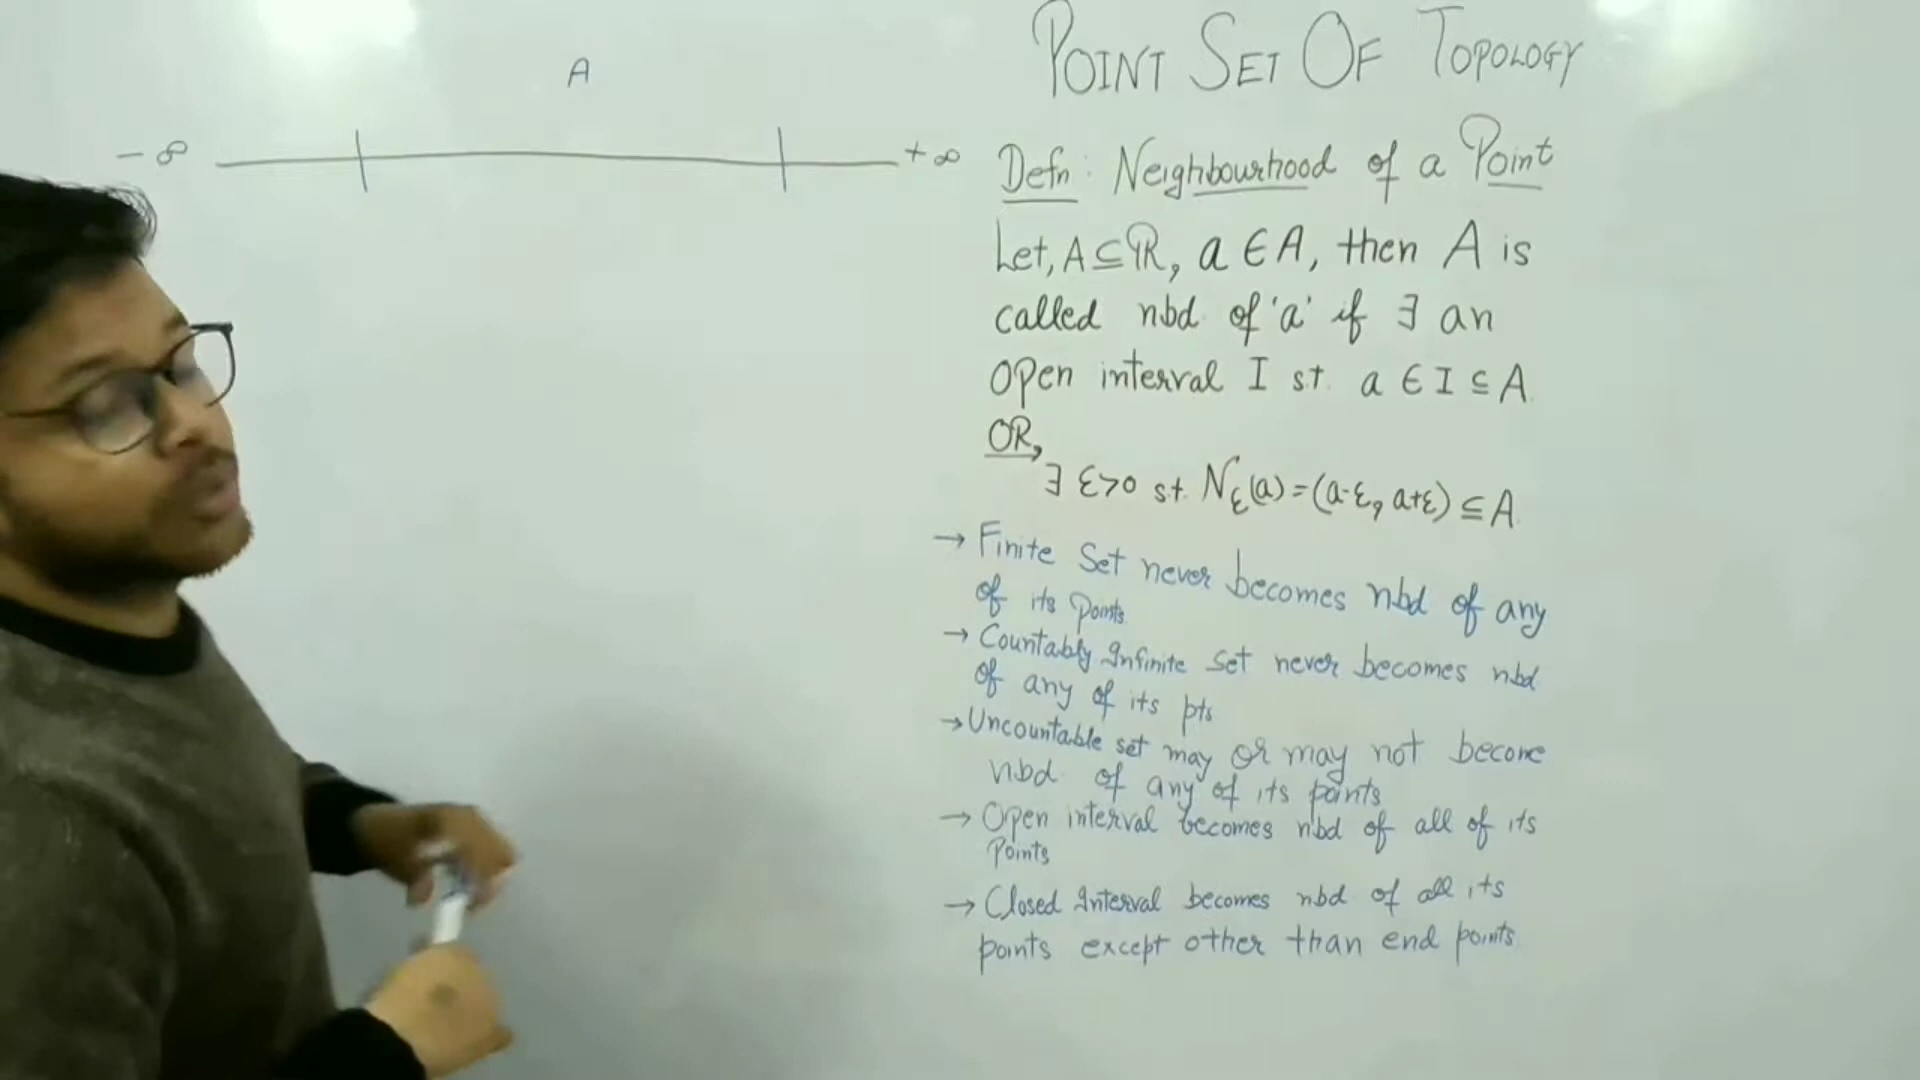 A
-∞ +∞
POINT SET OF TOPOLOGY
Defn: Neighbourhood of a Point
Let, A ⊆ ℝ, a ∈ A, then A is
called nbd. of 'a' if ∃ an
open interval I s.t. a ∈ I ⊆ A.
OR,
∃ ε>0 s.t. Nε(a) = (a-ε, a+ε) ⊆ A.
→ Finite Set never becomes nbd of any
of its points.
→ Countably Infinite Set never becomes nbd
of any of its pts
→ Uncountable set may or may not become
nbd. of any of its points
→ Open interval becomes nbd of all of its
Points
→ Closed Interval becomes nbd of all its
points except other than end points